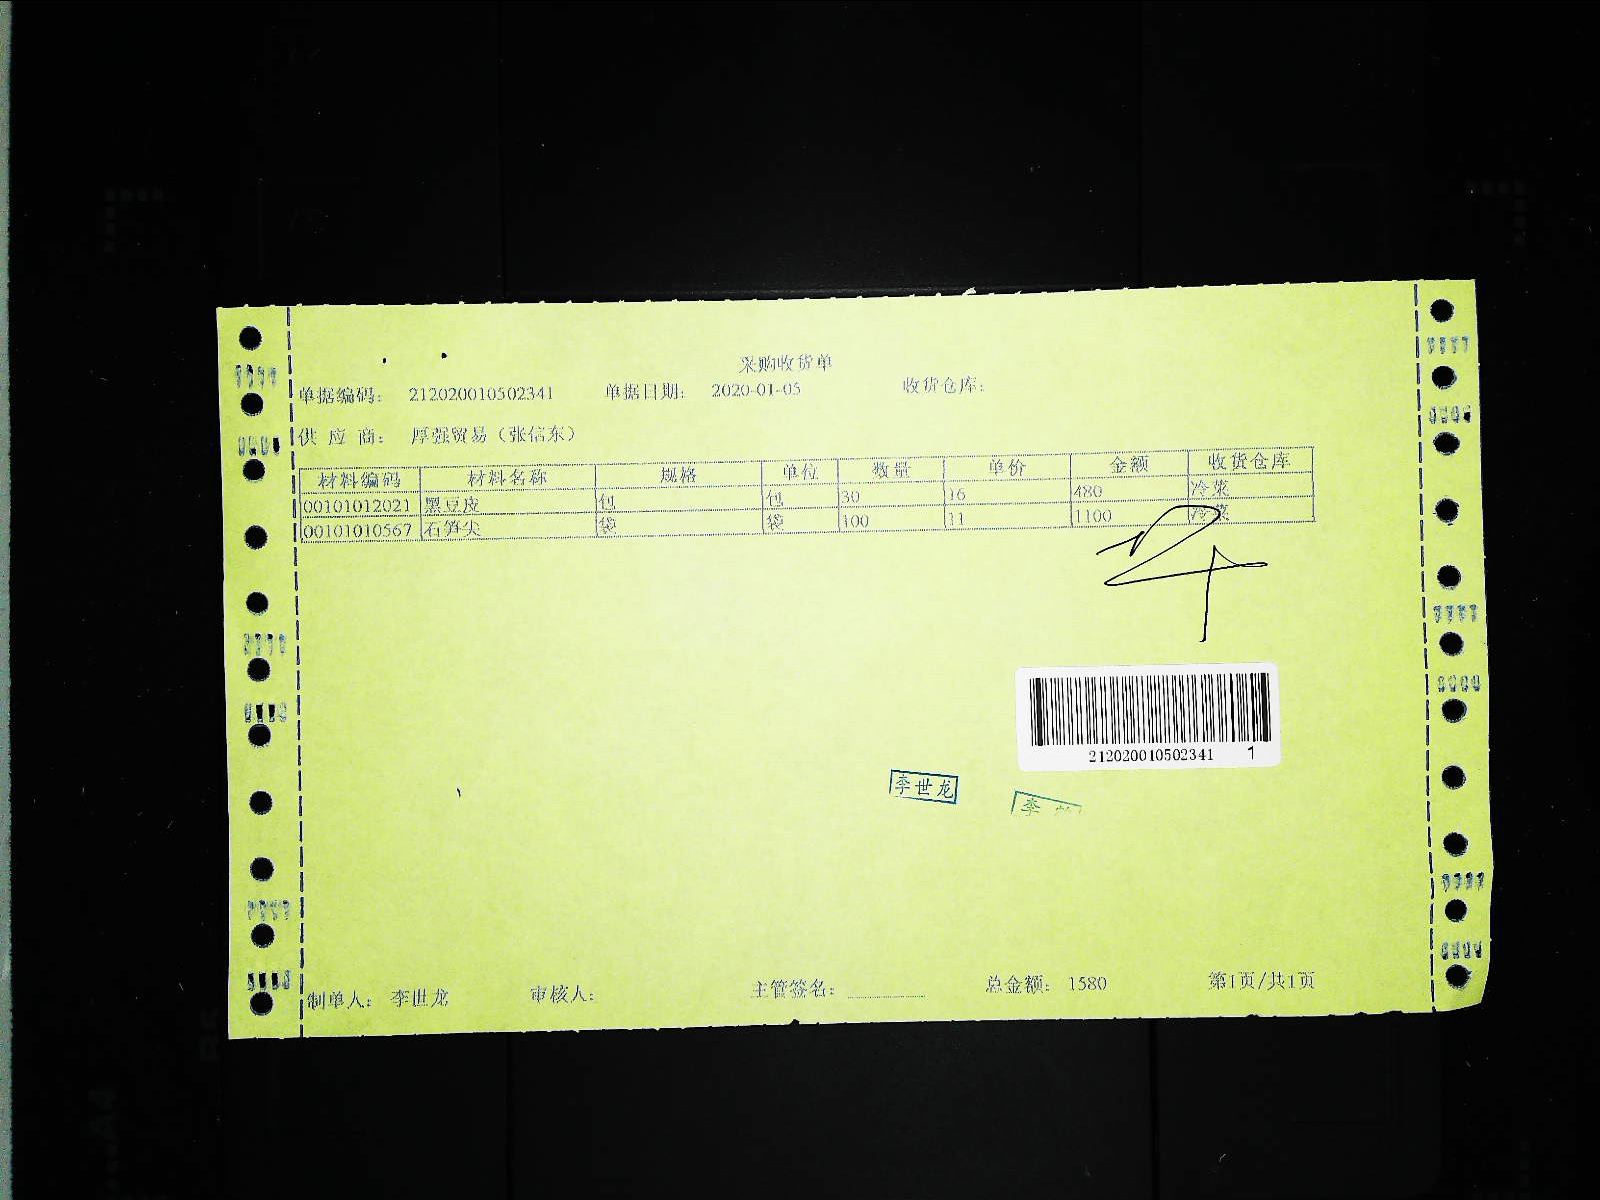 采购收货单
单据编码: 212020010502341 单据日期: 2020-01-05 收货仓库:
供应商: 厚强贸易（张信东）
材料编码 材料名称 规格 单位 数量 单价 金额 收货仓库
00101012021 黑豆皮 包 包 30 16 480 冷菜
00101010567 石笋尖 袋 袋 100 11 1100 冷菜
212020010502341 1
李世龙
李
制单人: 李世龙 审核人: 主管签名: 总金额: 1580 第1页/共1页